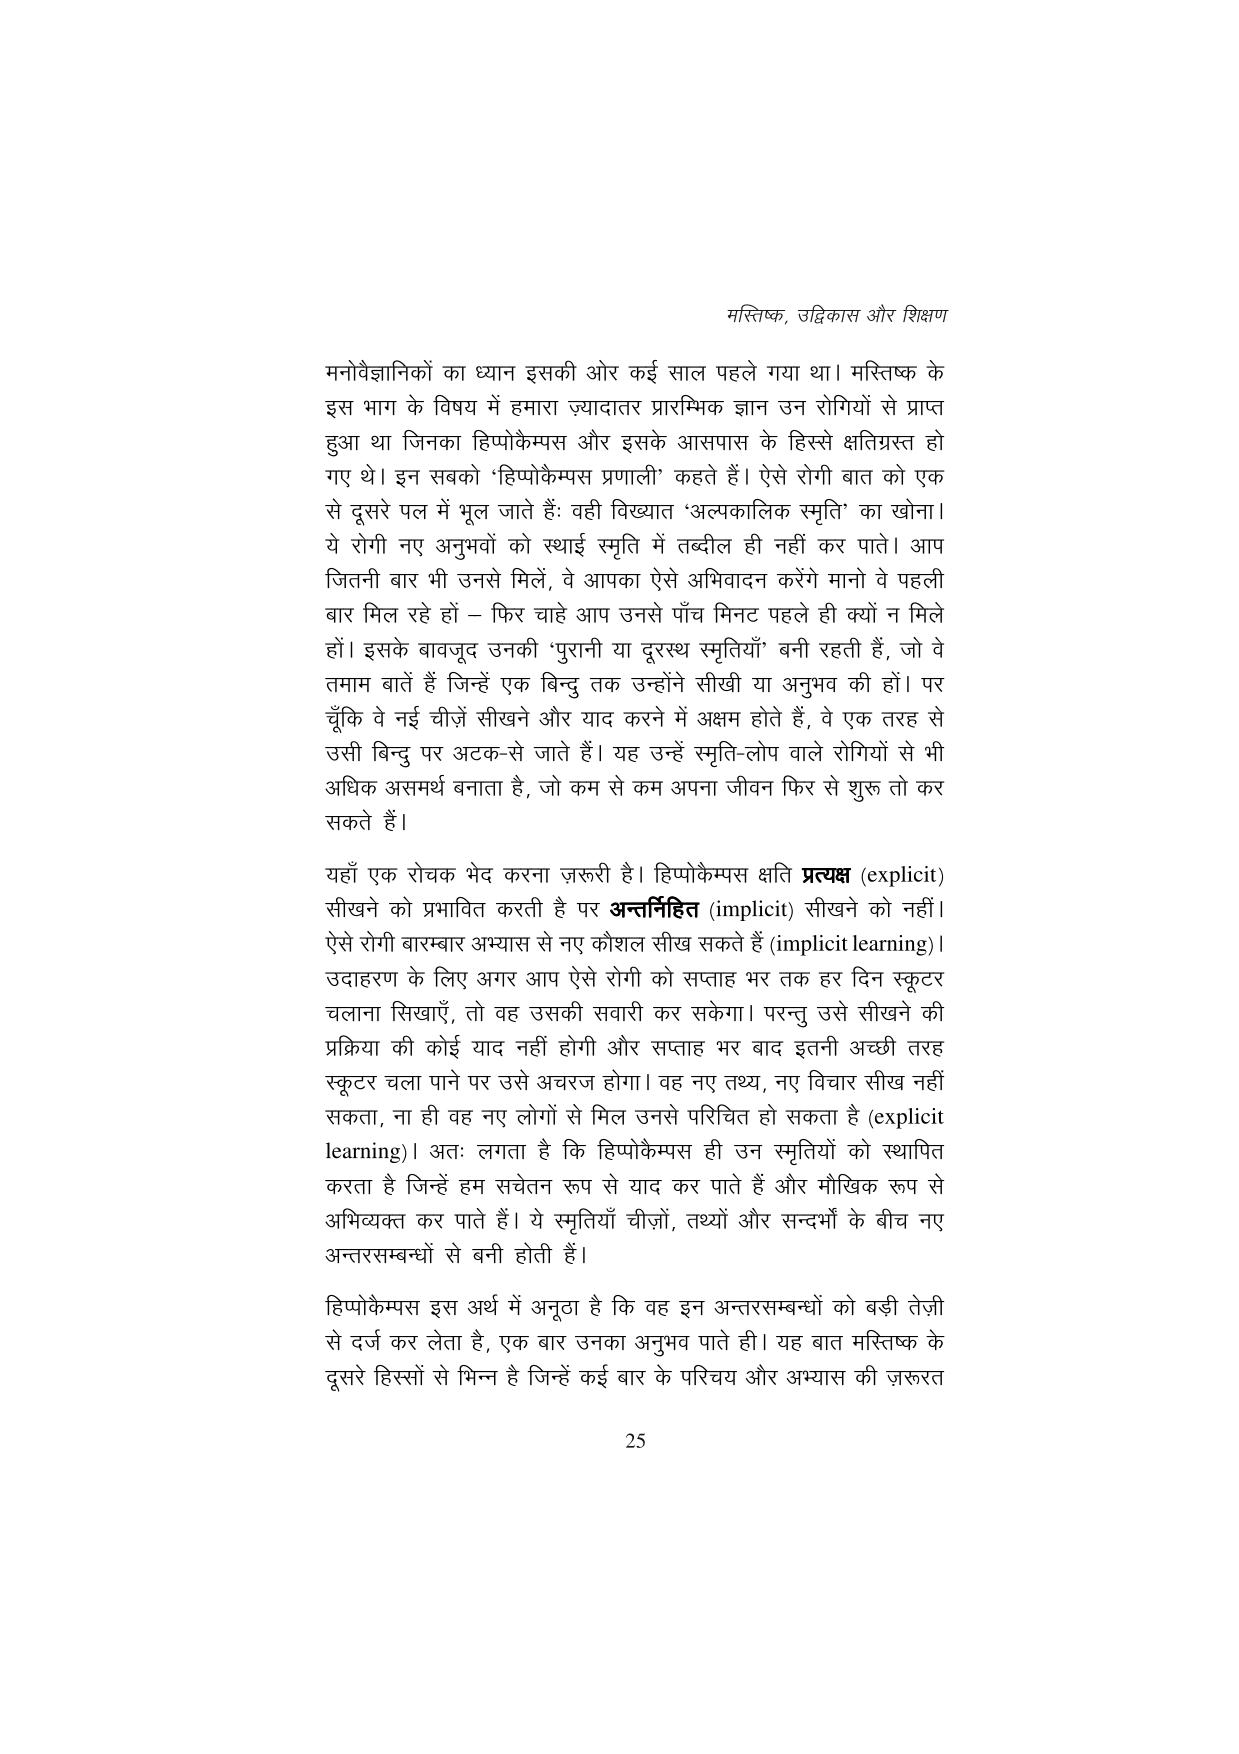 मस्तिष्क, उद्विकास और शिक्षण
मनोवैज्ञानिकों का ध्यान इसकी ओर कई साल पहले गया था। मस्तिष्क के
इस भाग के विषय में हमारा ज़्यादातर प्रारम्भिक ज्ञान उन रोगियों से प्राप्त
हुआ था जिनका हिप्पोकैम्पस और इसके आसपास के हिस्से क्षतिग्रस्त हो
गए थे। इन सबको ‘हिप्पोकैम्पस प्रणाली’ कहते हैं। ऐसे रोगी बात को एक
से दूसरे पल में भूल जाते हैंः वही विख्यात ‘अल्पकालिक स्मृति’ का खोना।
ये रोगी नए अनुभवों को स्थाई स्मृति में तब्दील ही नहीं कर पाते। आप
जितनी बार भी उनसे मिलें, वे आपका ऐसे अभिवादन करेंगे मानो वे पहली
बार मिल रहे हों – फिर चाहे आप उनसे पाँच मिनट पहले ही क्यों न मिले
हों। इसके बावजूद उनकी ‘पुरानी या दूरस्थ स्मृतियाँ’ बनी रहती हैं, जो वे
तमाम बातें हैं जिन्हें एक बिन्दु तक उन्होंने सीखी या अनुभव की हों। पर
चूँकि वे नई चीज़ें सीखने और याद करने में अक्षम होते हैं, वे एक तरह से
उसी बिन्दु पर अटक-से जाते हैं। यह उन्हें स्मृति-लोप वाले रोगियों से भी
अधिक असमर्थ बनाता है, जो कम से कम अपना जीवन फिर से शुरू तो कर
सकते हैं।
यहाँ एक रोचक भेद करना ज़रूरी है। हिप्पोकैम्पस क्षति प्रत्यक्ष (explicit)
सीखने को प्रभावित करती है पर अन्तर्निहित (implicit) सीखने को नहीं।
ऐसे रोगी बारम्बार अभ्यास से नए कौशल सीख सकते हैं (implicit learning)।
उदाहरण के लिए अगर आप ऐसे रोगी को सप्ताह भर तक हर दिन स्कूटर
चलाना सिखाएँ, तो वह उसकी सवारी कर सकेगा। परन्तु उसे सीखने की
प्रक्रिया की कोई याद नहीं होगी और सप्ताह भर बाद इतनी अच्छी तरह
स्कूटर चला पाने पर उसे अचरज होगा। वह नए तथ्य, नए विचार सीख नहीं
सकता, ना ही वह नए लोगों से मिल उनसे परिचित हो सकता है (explicit
learning)। अतः लगता है कि हिप्पोकैम्पस ही उन स्मृतियों को स्थापित
करता है जिन्हें हम सचेतन रूप से याद कर पाते हैं और मौखिक रूप से
अभिव्यक्त कर पाते हैं। ये स्मृतियाँ चीज़ों, तथ्यों और सन्दर्भों के बीच नए
अन्तरसम्बन्धों से बनी होती हैं।
हिप्पोकैम्पस इस अर्थ में अनूठा है कि वह इन अन्तरसम्बन्धों को बड़ी तेज़ी
से दर्ज कर लेता है, एक बार उनका अनुभव पाते ही। यह बात मस्तिष्क के
दूसरे हिस्सों से भिन्न है जिन्हें कई बार के परिचय और अभ्यास की ज़रूरत
25